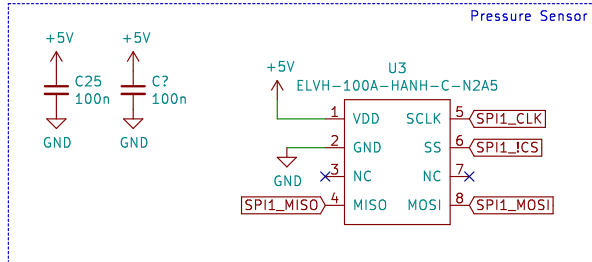 Pressure Sensor
+5V
+5V
C25
100n
C?
100n
GND
GND
U3
ELVH-100A-HANH-C-N2A5
+5V
1 VDD SCLK 5 SPI1_CLK
2 GND SS 6 SPI1_!CS
GND
3 NC NC 7
SPI1_MISO 4 MISO MOSI 8 SPI1_MOSI